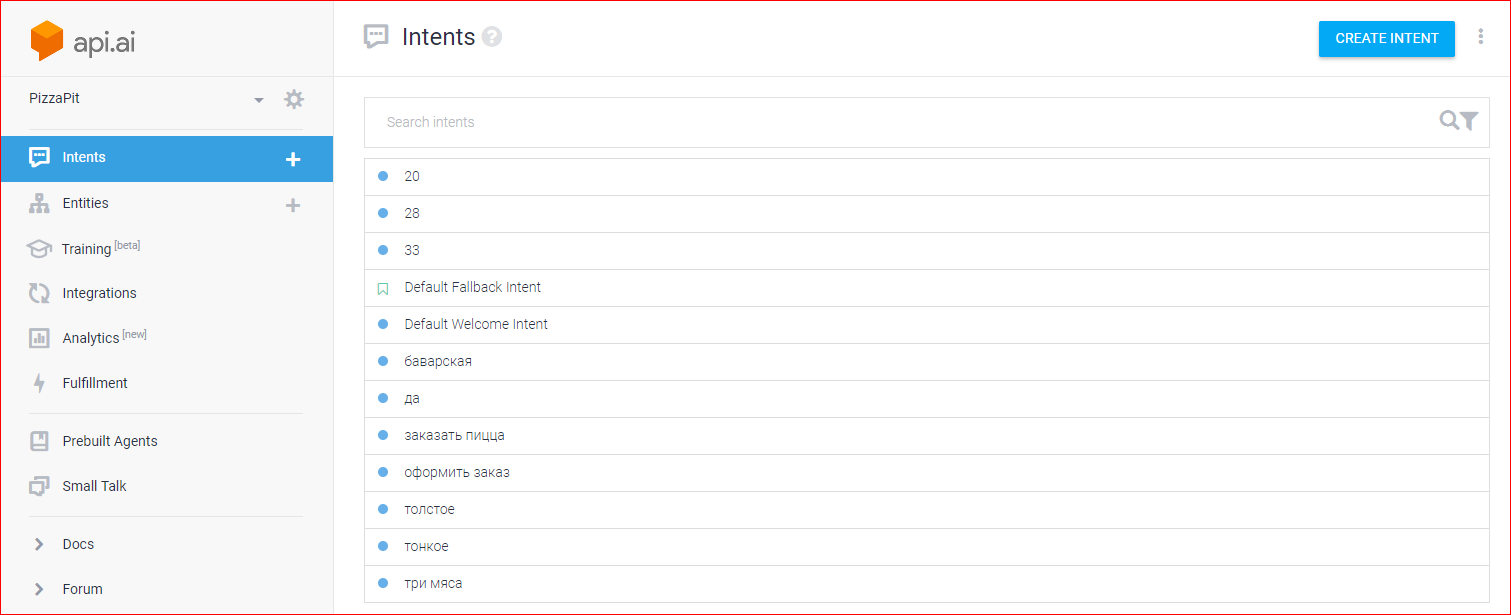 api.ai
PizzaPit
Intents
Entities
Training [beta]
Integrations
Analytics [new]
Fulfillment
Prebuilt Agents
Small Talk
Docs
Forum
Intents ?
CREATE INTENT
Search intents
20
28
33
Default Fallback Intent
Default Welcome Intent
баварская
да
заказать пицца
оформить заказ
толстое
тонкое
три мяса